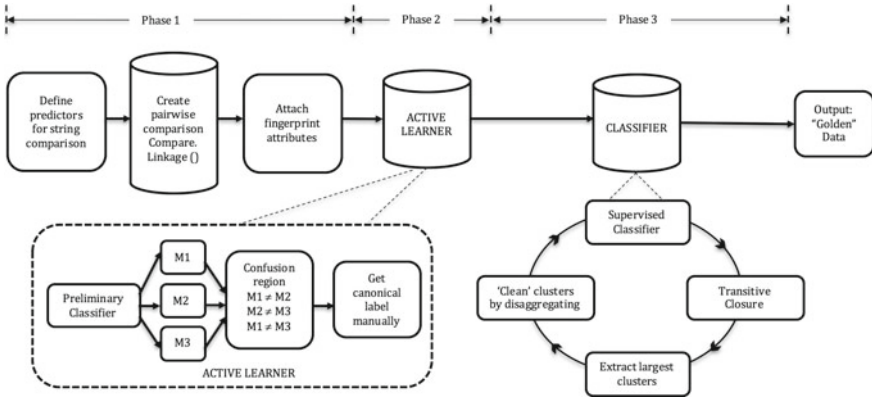 Phase 1
Phase 2
Phase 3
Define
predictors
for string
comparison
Create
pairwise
comparison
Compare.
Linkage ()
Attach
fingerprint
attributes
ACTIVE
LEARNER
CLASSIFIER
Output:
"Golden"
Data
Preliminary
Classifier
M1
M2
M3
Confusion
region
M1 ≠ M2
M2 ≠ M3
M1 ≠ M3
Get
canonical
label
manually
ACTIVE LEARNER
Supervised
Classifier
'Clean' clusters
by disaggregating
Transitive
Closure
Extract largest
clusters